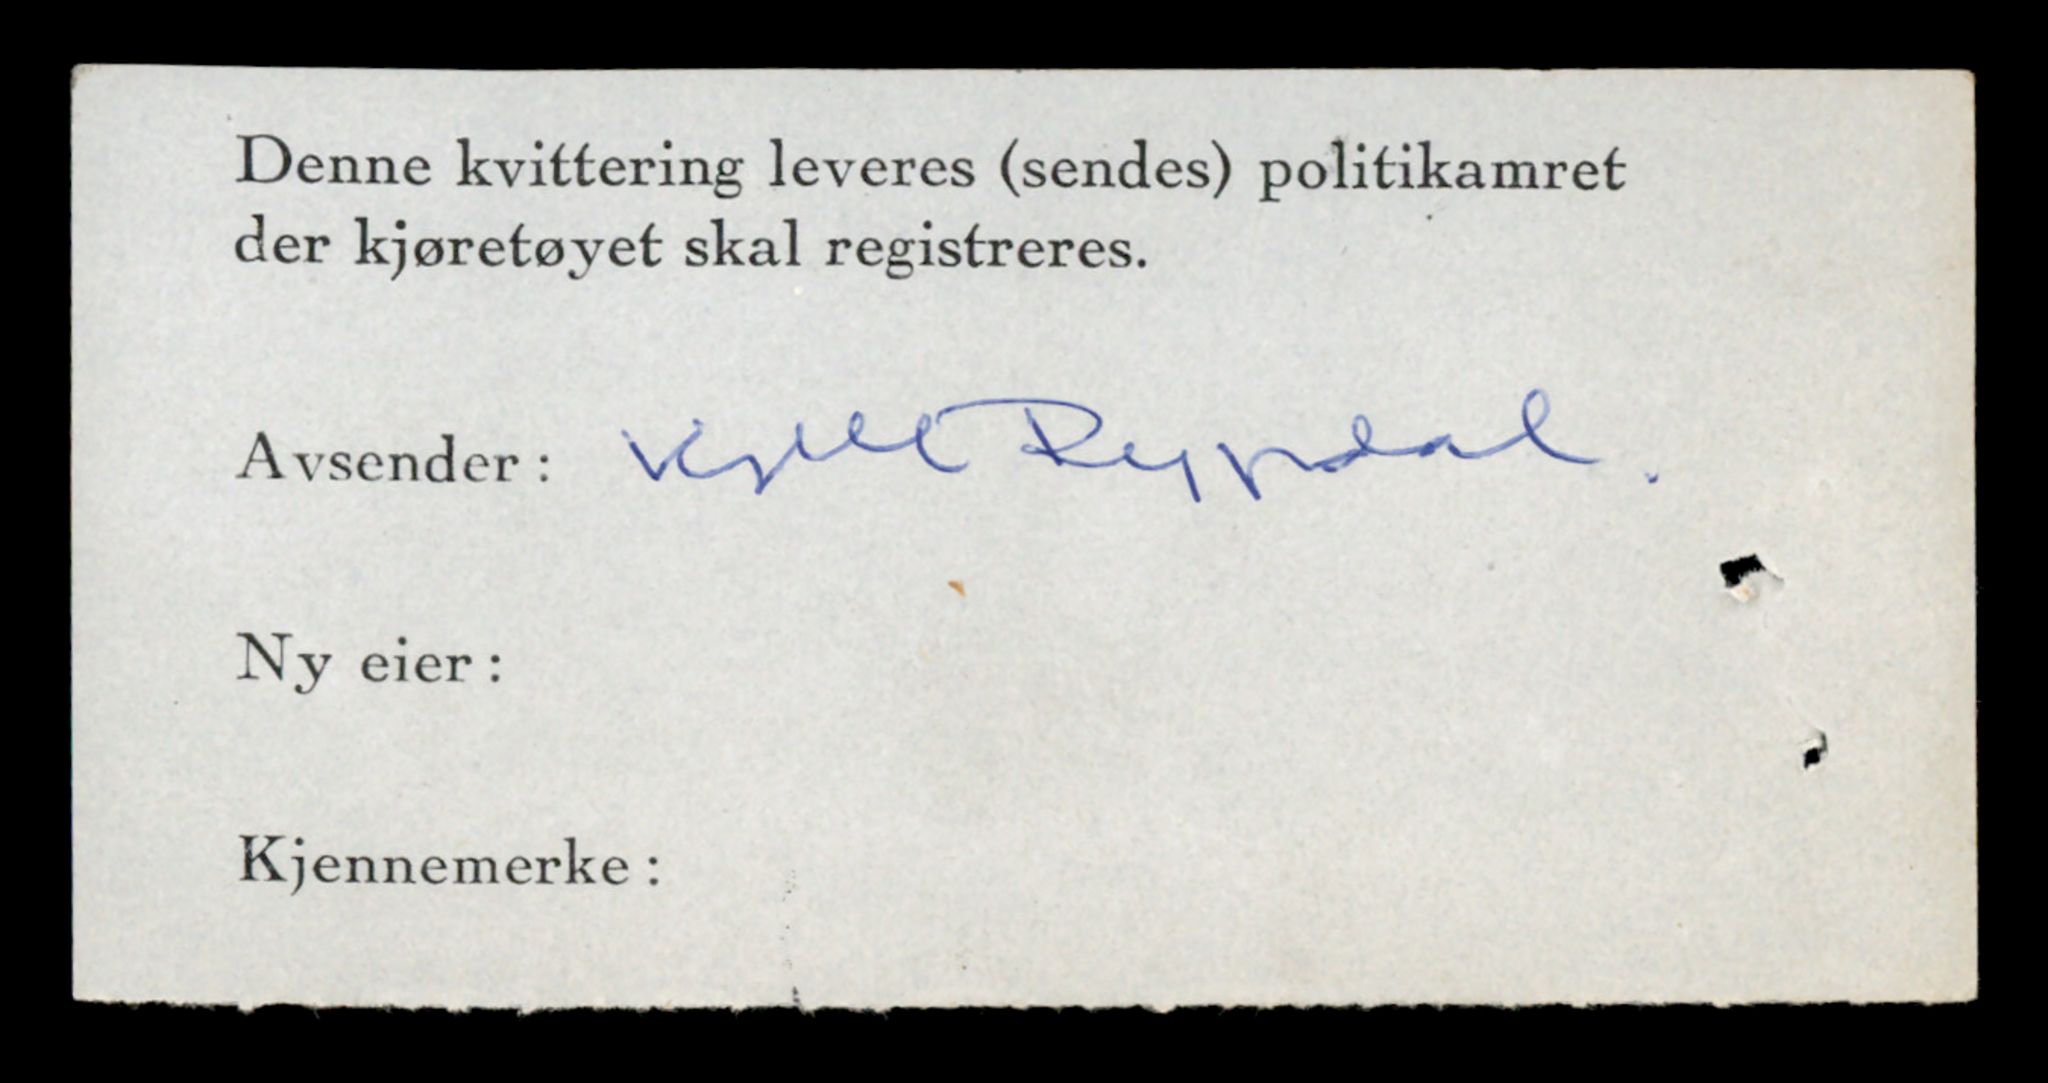 Denne kvittering leveres (sendes) politikamret
der kjøretøyet skal registreres.
Avsender: Kjell Rypdal.
Ny eier:
Kjennemerke: